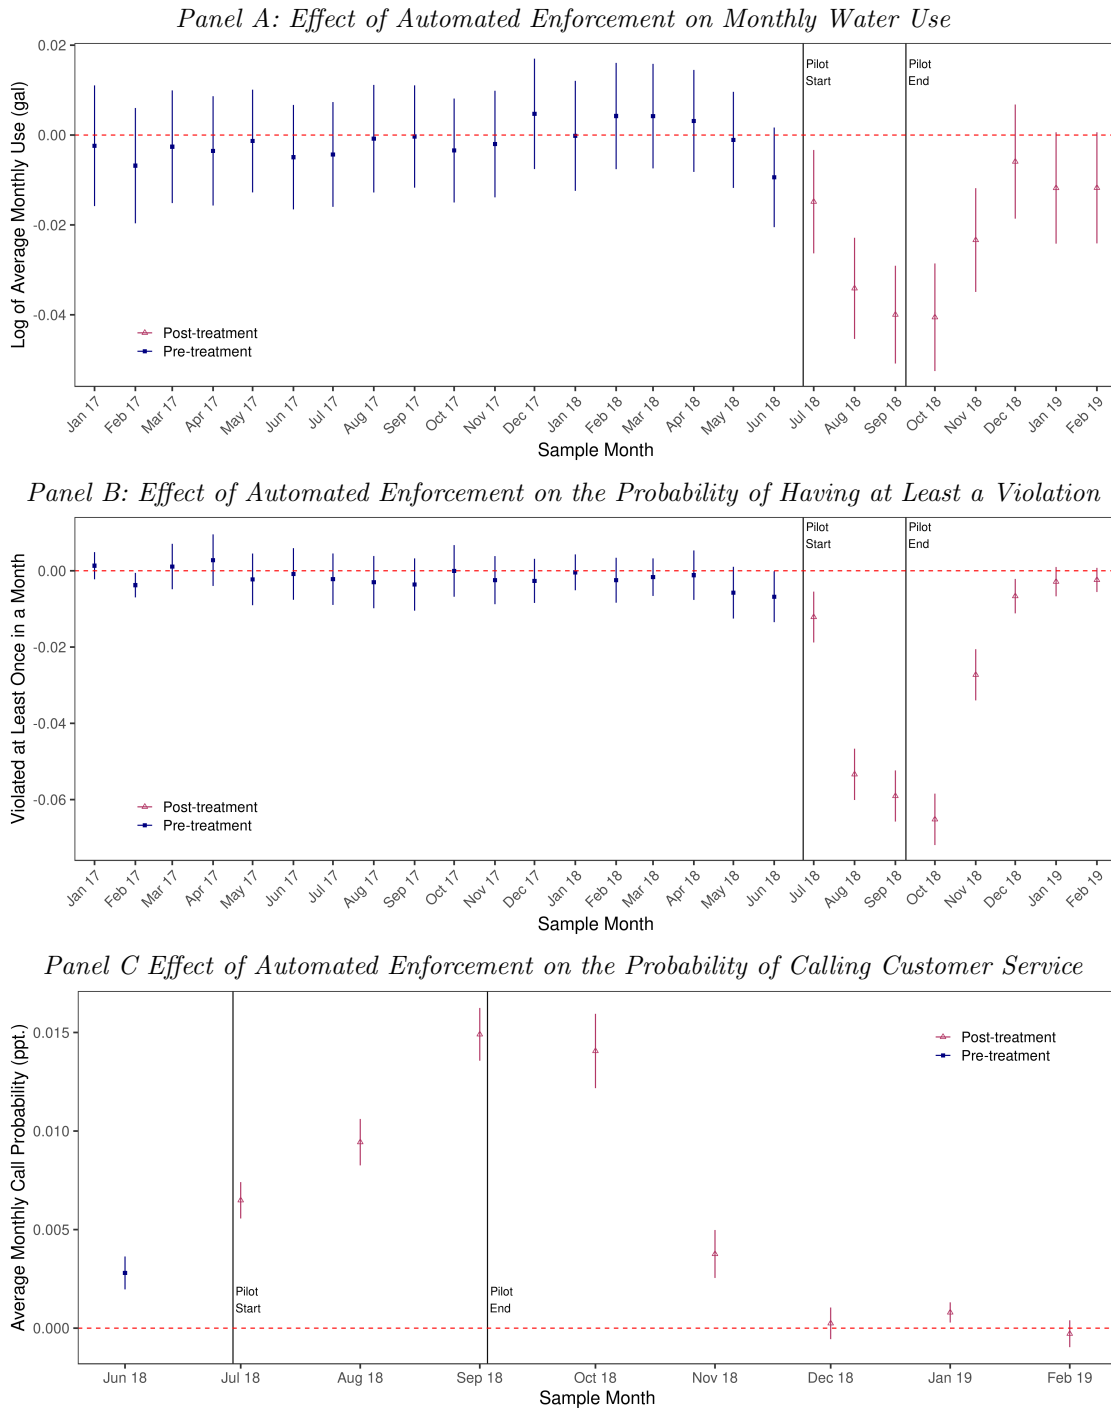 Panel A: Effect of Automated Enforcement on Monthly Water Use
Log of Average Monthly Use (gal)
0.02
0.00
-0.02
-0.04
Pilot
Start
Pilot
End
Post-treatment
Pre-treatment
Jan 17
Feb 17
Mar 17
Apr 17
May 17
Jun 17
Jul 17
Aug 17
Sep 17
Oct 17
Nov 17
Dec 17
Jan 18
Feb 18
Mar 18
Apr 18
May 18
Jun 18
Jul 18
Aug 18
Sep 18
Oct 18
Nov 18
Dec 18
Jan 19
Feb 19
Sample Month
Panel B: Effect of Automated Enforcement on the Probability of Having at Least a Violation
Violated at Least Once in a Month
0.00
-0.02
-0.04
-0.06
Pilot
Start
Pilot
End
Post-treatment
Pre-treatment
Jan 17
Feb 17
Mar 17
Apr 17
May 17
Jun 17
Jul 17
Aug 17
Sep 17
Oct 17
Nov 17
Dec 17
Jan 18
Feb 18
Mar 18
Apr 18
May 18
Jun 18
Jul 18
Aug 18
Sep 18
Oct 18
Nov 18
Dec 18
Jan 19
Feb 19
Sample Month
Panel C Effect of Automated Enforcement on the Probability of Calling Customer Service
Average Monthly Call Probability (ppt.)
0.015
0.010
0.005
0.000
Post-treatment
Pre-treatment
Pilot
Start
Pilot
End
Jun 18
Jul 18
Aug 18
Sep 18
Oct 18
Nov 18
Dec 18
Jan 19
Feb 19
Sample Month